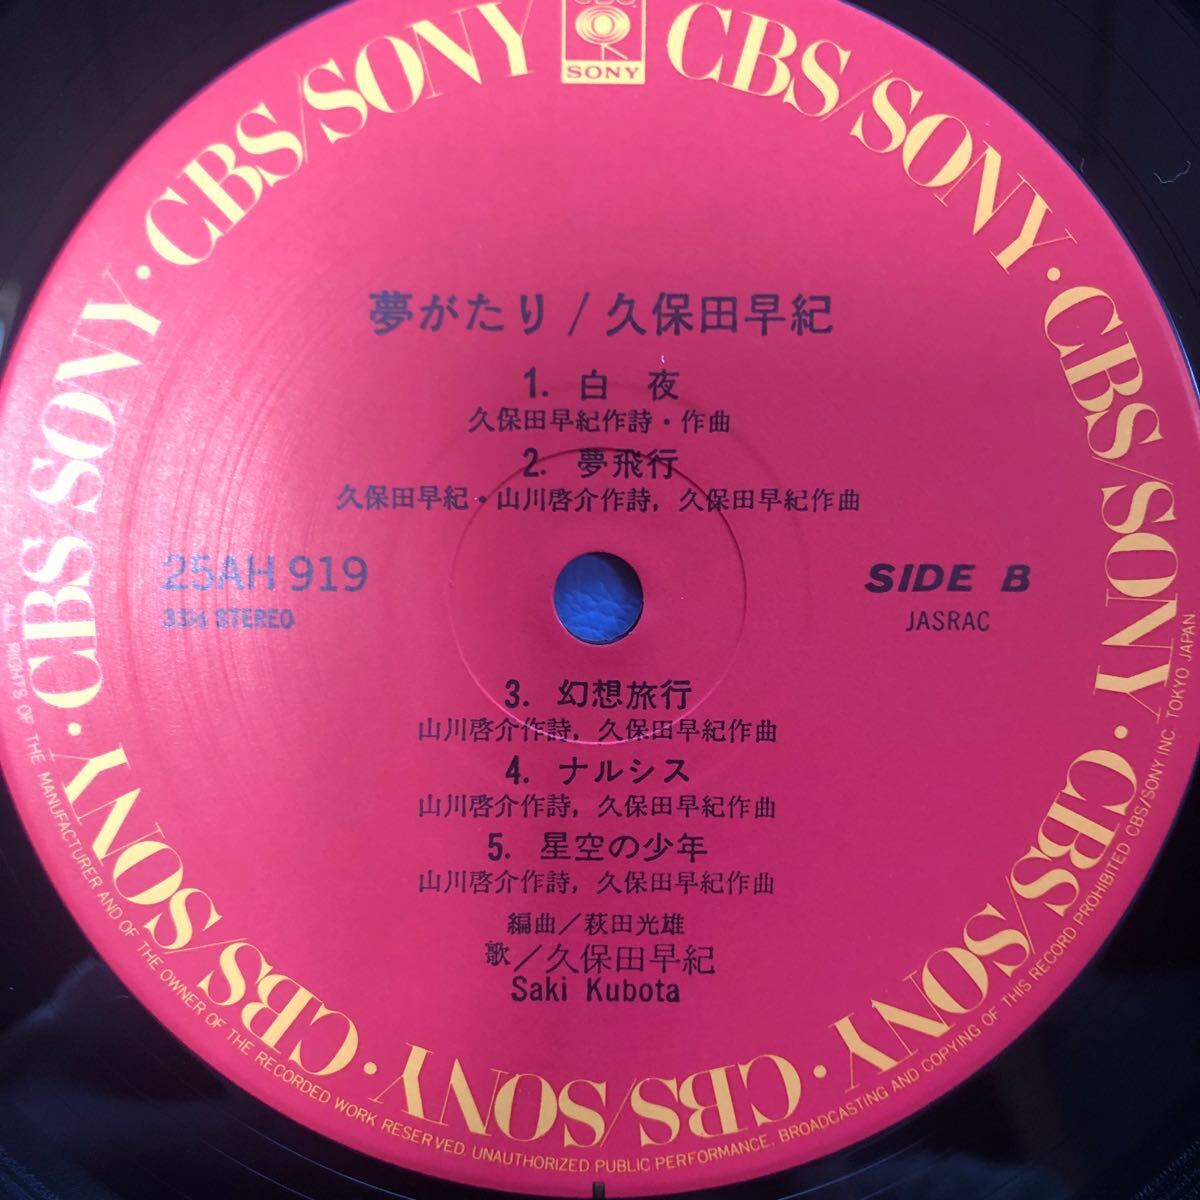 CBS
SONY
CBS/SONY · CBS/SONY · CBS/SONY · CBS/SONY · CBS/SONY · CBS/SONY · CBS/SONY · CBS/SONY · CBS/SONY
夢がたり / 久保田早紀
1. 白 夜
久保田早紀作詩・作曲
2. 夢飛行
久保田早紀・山川啓介作詩, 久保田早紀作曲
25AH 919
33⅓ STEREO
SIDE B
JASRAC
3. 幻想旅行
山川啓介作詩, 久保田早紀作曲
4. ナルシス
山川啓介作詩, 久保田早紀作曲
5. 星空の少年
山川啓介作詩, 久保田早紀作曲
編曲／萩田光雄
歌／久保田早紀
Saki Kubota
ALL RIGHTS OF THE MANUFACTURER AND OF THE OWNER OF THE RECORDED WORK RESERVED. UNAUTHORIZED PUBLIC PERFORMANCE, BROADCASTING AND COPYING OF THIS RECORD PROHIBITED CBS/SONY INC. TOKYO JAPAN